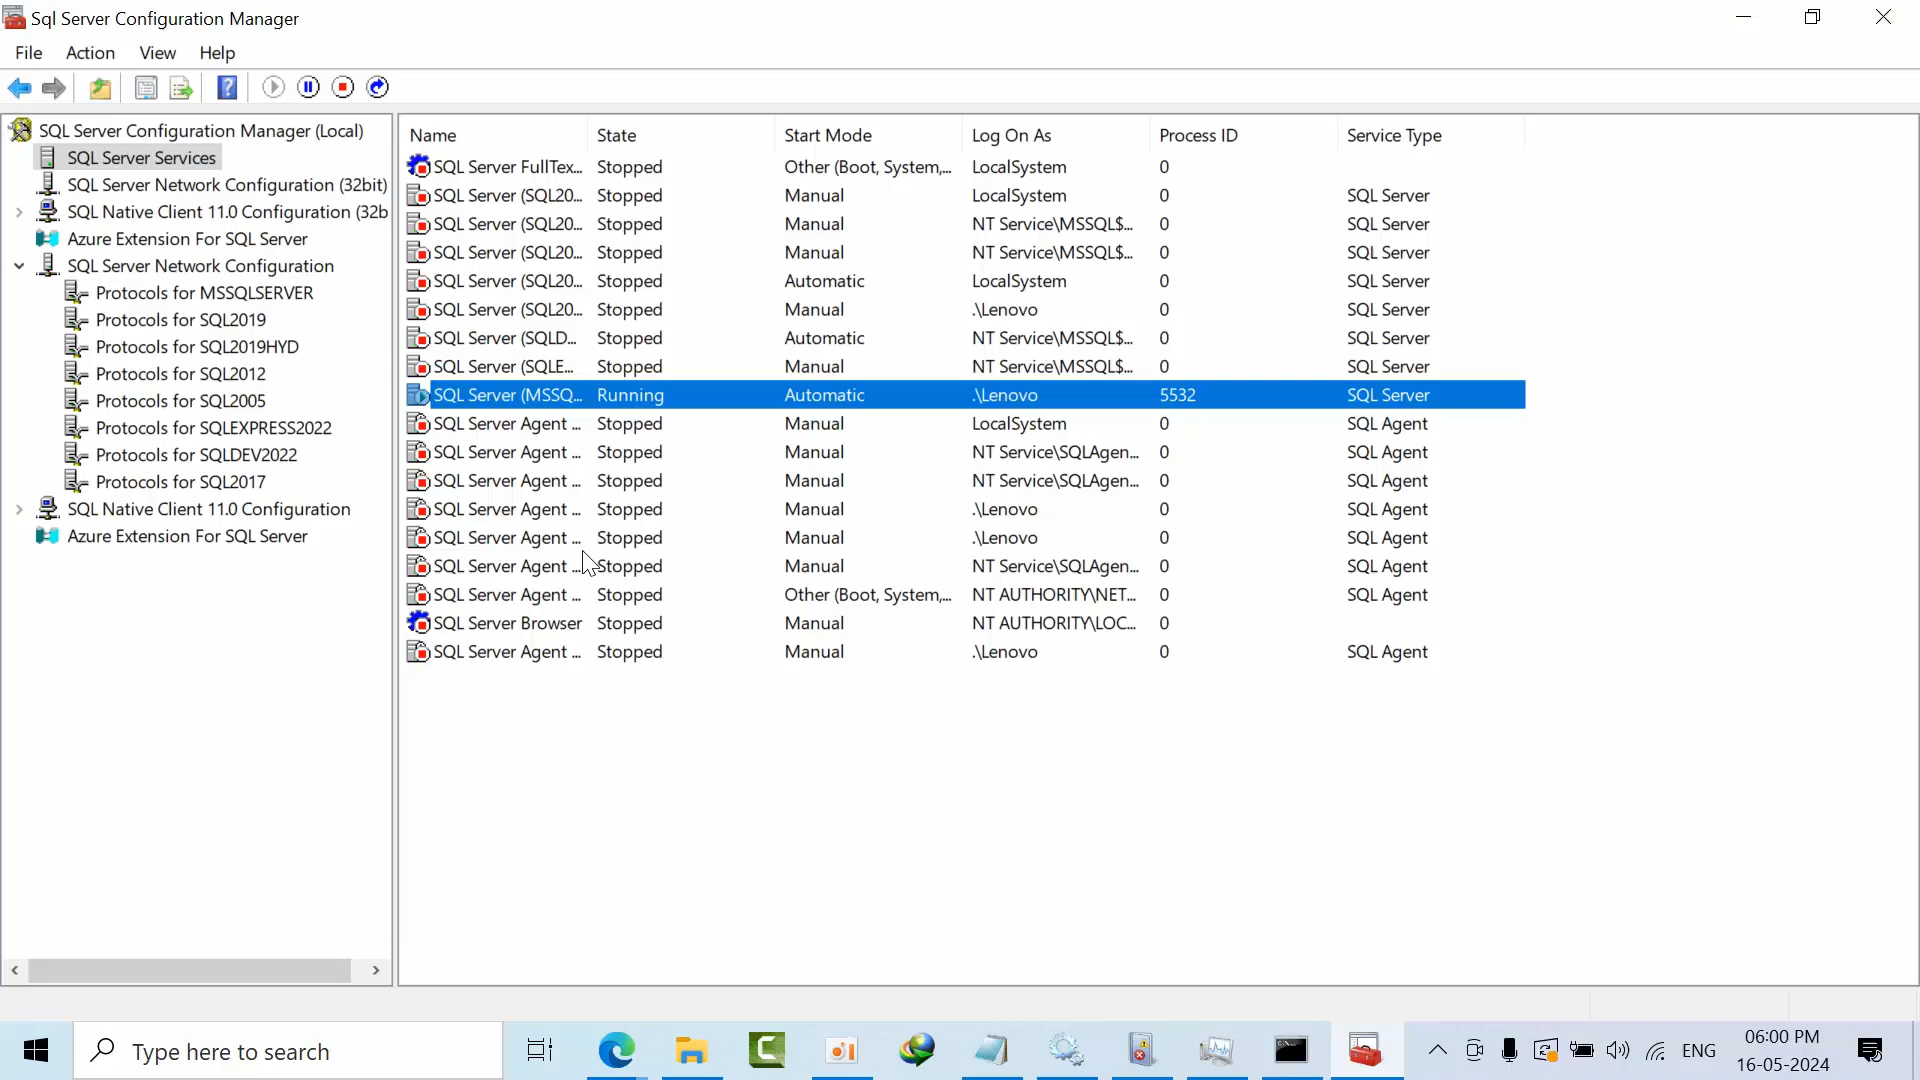 Sql Server Configuration Manager
File Action View Help
SQL Server Configuration Manager (Local)
SQL Server Services
SQL Server Network Configuration (32bit)
SQL Native Client 11.0 Configuration (32b
Azure Extension For SQL Server
SQL Server Network Configuration
Protocols for MSSQLSERVER
Protocols for SQL2019
Protocols for SQL2019HYD
Protocols for SQL2012
Protocols for SQL2005
Protocols for SQLEXPRESS2022
Protocols for SQLDEV2022
Protocols for SQL2017
SQL Native Client 11.0 Configuration
Azure Extension For SQL Server
Name State Start Mode Log On As Process ID Service Type
SQL Server FullTex... Stopped Other (Boot, System,... LocalSystem 0
SQL Server (SQL20... Stopped Manual LocalSystem 0 SQL Server
SQL Server (SQL20... Stopped Manual NT Service\MSSQL$... 0 SQL Server
SQL Server (SQL20... Stopped Manual NT Service\MSSQL$... 0 SQL Server
SQL Server (SQL20... Stopped Automatic LocalSystem 0 SQL Server
SQL Server (SQL20... Stopped Manual .\Lenovo 0 SQL Server
SQL Server (SQLD... Stopped Automatic NT Service\MSSQL$... 0 SQL Server
SQL Server (SQLE... Stopped Manual NT Service\MSSQL$... 0 SQL Server
SQL Server (MSSQ... Running Automatic .\Lenovo 5532 SQL Server
SQL Server Agent ... Stopped Manual LocalSystem 0 SQL Agent
SQL Server Agent ... Stopped Manual NT Service\SQLAgen... 0 SQL Agent
SQL Server Agent ... Stopped Manual NT Service\SQLAgen... 0 SQL Agent
SQL Server Agent ... Stopped Manual .\Lenovo 0 SQL Agent
SQL Server Agent ... Stopped Manual .\Lenovo 0 SQL Agent
SQL Server Agent ... Stopped Manual NT Service\SQLAgen... 0 SQL Agent
SQL Server Agent ... Stopped Other (Boot, System,... NT AUTHORITY\NET... 0 SQL Agent
SQL Server Browser Stopped Manual NT AUTHORITY\LOC... 0
SQL Server Agent ... Stopped Manual .\Lenovo 0 SQL Agent
Type here to search
ENG
06:00 PM
16-05-2024